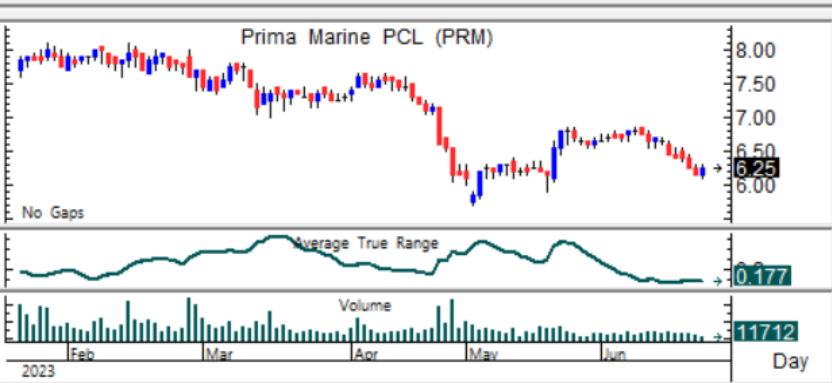 Prima Marine PCL (PRM)
8.00
7.50
7.00
6.50
6.25
6.00
No Gaps
Average True Range
0.177
Volume
11712
Feb Mar Apr May Jun
2023
Day